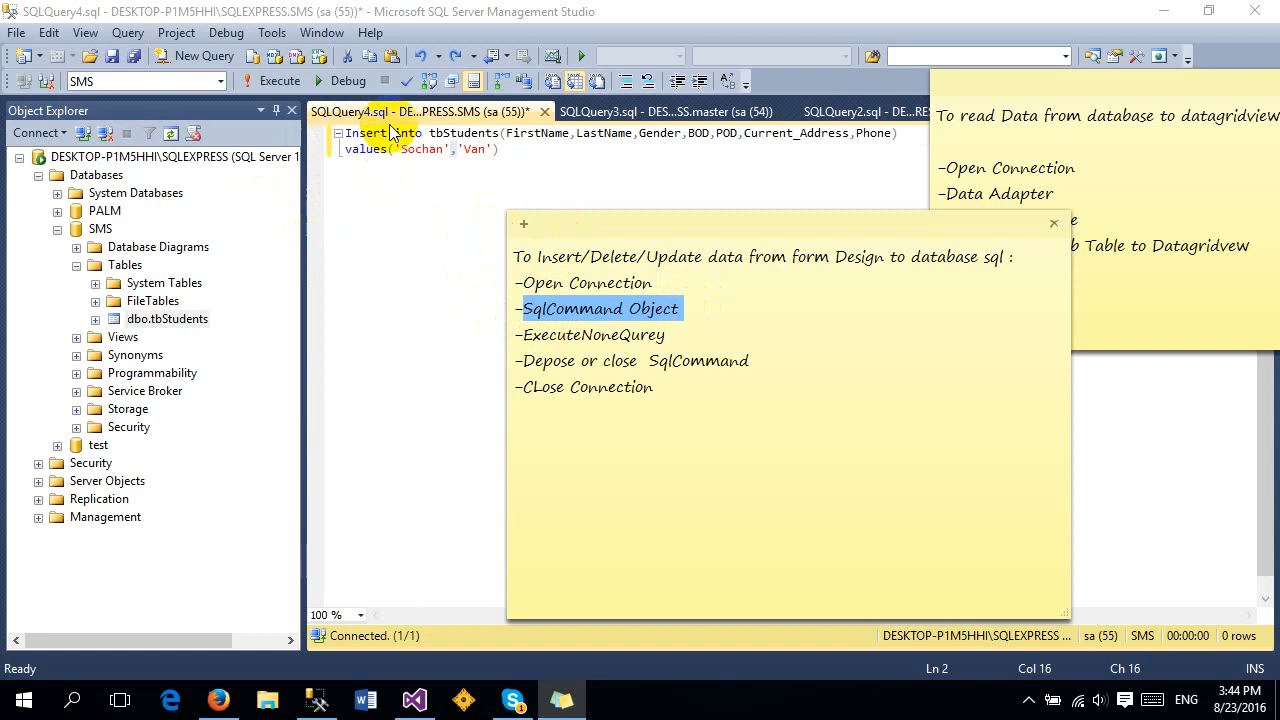 SQLQuery4.sql - DESKTOP-P1M5HHI\SQLEXPRESS.SMS (sa (55))* - Microsoft SQL Server Management Studio
File Edit View Query Project Debug Tools Window Help
New Query
SMS Execute Debug
Object Explorer
SQLQuery4.sql - DE...PRESS.SMS (sa (55))* SQLQuery3.sql - DES...SS.master (sa (54)) SQLQuery2.sql - DE...RES
Connect
DESKTOP-P1M5HHI\SQLEXPRESS (SQL Server 1
Databases
System Databases
PALM
SMS
Database Diagrams
Tables
System Tables
FileTables
dbo.tbStudents
Views
Synonyms
Programmability
Service Broker
Storage
Security
test
Security
Server Objects
Replication
Management
Insert into tbStudents(FirstName,LastName,Gender,BOD,POD,Current_Address,Phone)
values('Sochan','Van')
To read Data from database to datagridview
-Open Connection
-Data Adapter
e
b Table to Datagridvew
To Insert/Delete/Update data from form Design to database sql :
-Open Connection
-SqlCommand Object
-ExecuteNoneQurey
-Depose or close SqlCommand
-CLose Connection
100 %
Connected. (1/1) DESKTOP-P1M5HHI\SQLEXPRESS ... sa (55) SMS 00:00:00 0 rows
Ready Ln 2 Col 16 Ch 16 INS
ENG 3:44 PM
8/23/2016